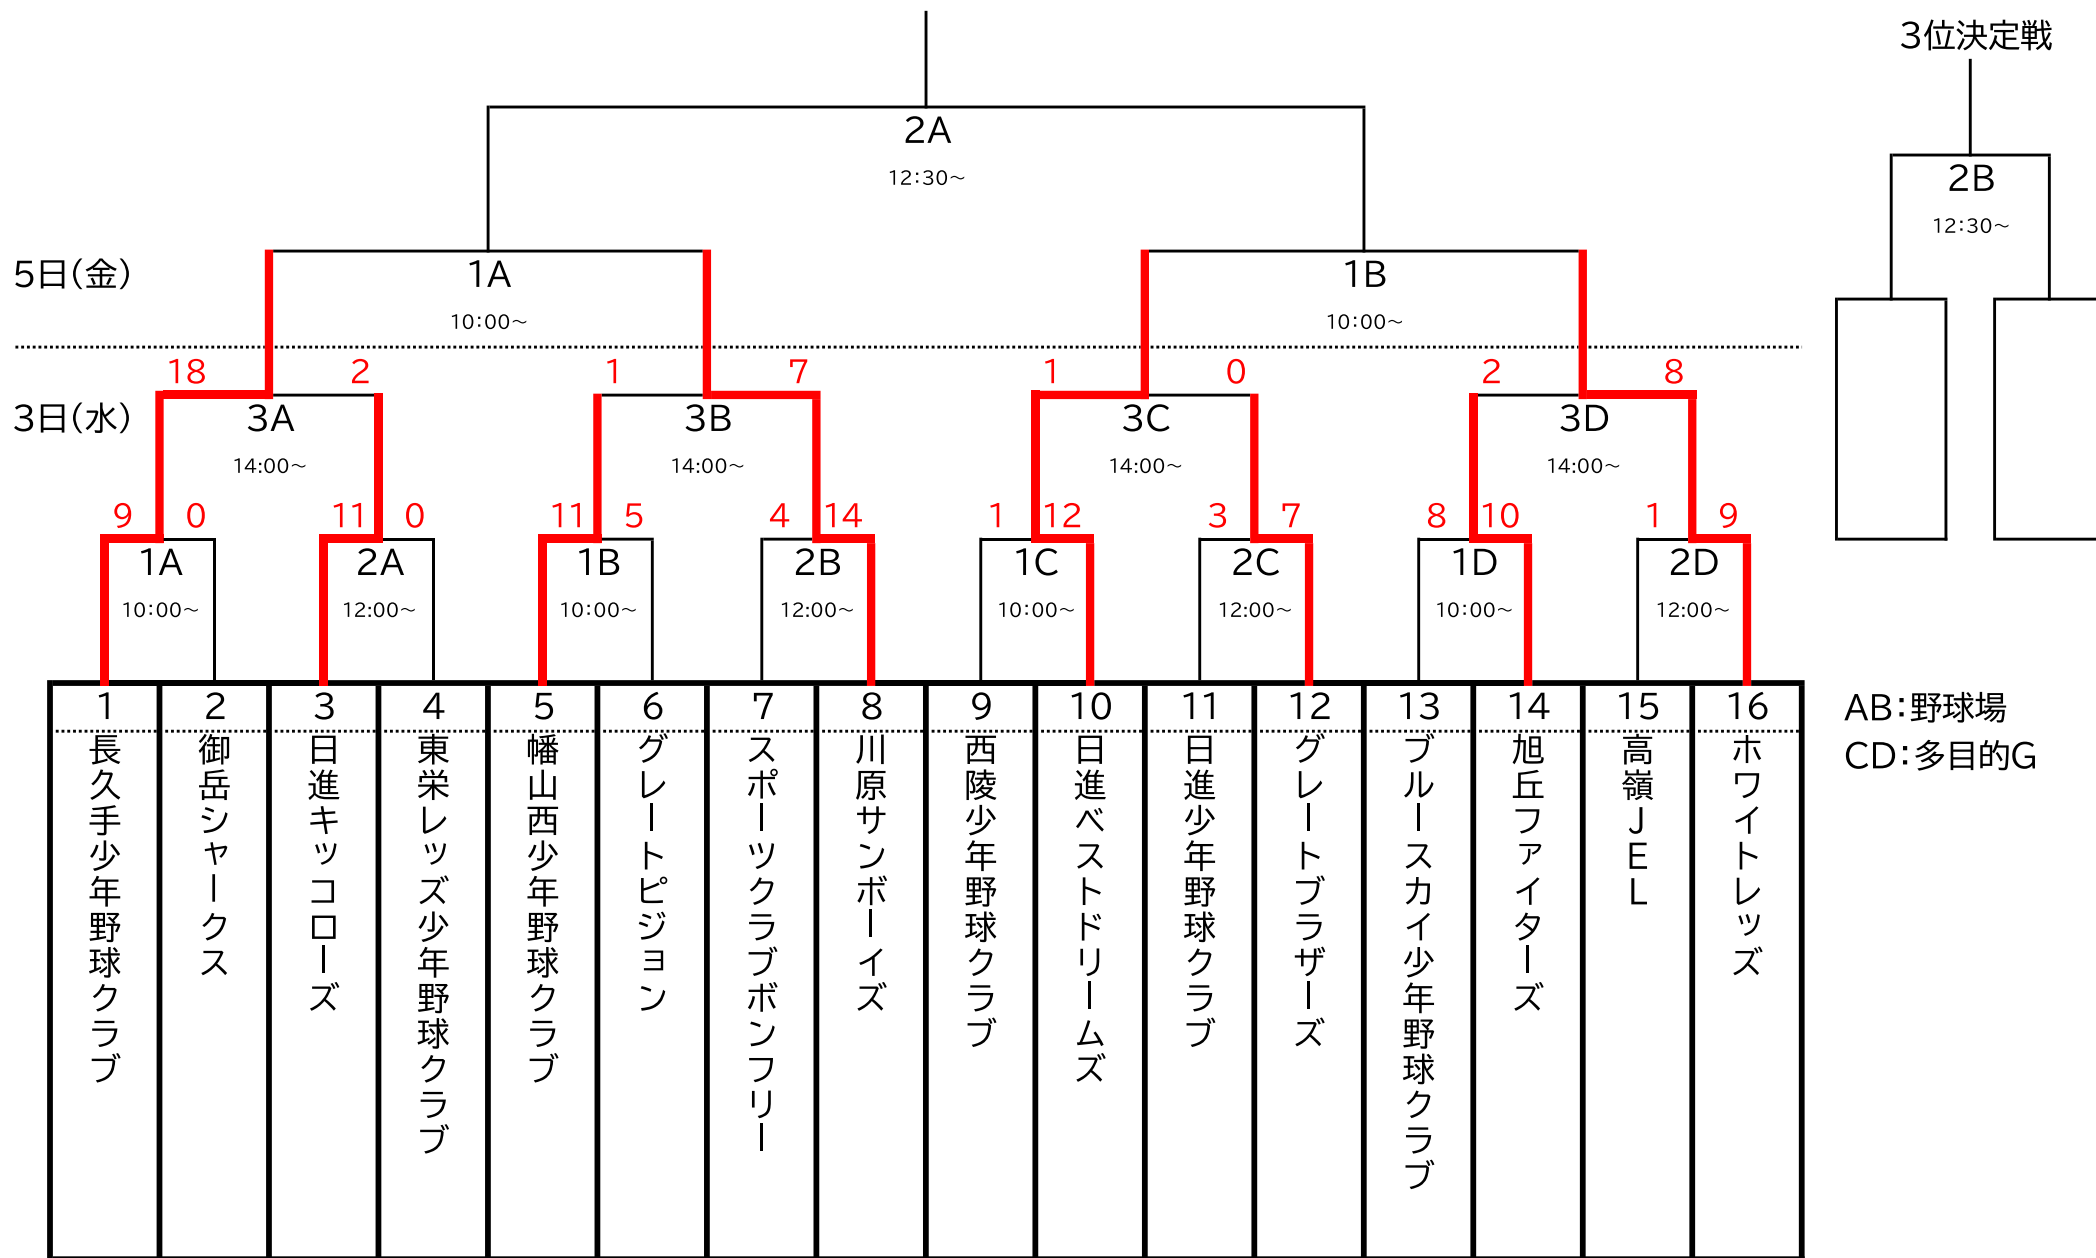 3位決定戦
2A
12:30~
2B
12:30~
5日(金)
1A
1B
10:00~
10:00~
18 2 1 7 1 0 2 8
3日(水)
3A 3B 3C 3D
14:00~ 14:00~ 14:00~ 14:00~
9 0 11 0 11 5 4 14 1 12 3 7 8 10 1 9
1A 2A 1B 2B 1C 2C 1D 2D
10:00~ 12:00~ 10:00~ 12:00~ 10:00~ 12:00~ 10:00~ 12:00~
1 2 3 4 5 6 7 8 9 10 11 12 13 14 15 16
長久手少年野球クラブ
御岳シャークス
日進キッコローズ
東栄レッズ少年野球クラブ
幡山西少年野球クラブ
グレートピジョン
スポーツクラブボンフリー
川原サンボーイズ
西陵少年野球クラブ
日進ベストドリームズ
日進少年野球クラブ
グレートブラザーズ
ブルースカイ少年野球クラブ
旭丘ファイターズ
高嶺JEL
ホワイトレッズ
AB:野球場
CD:多目的G